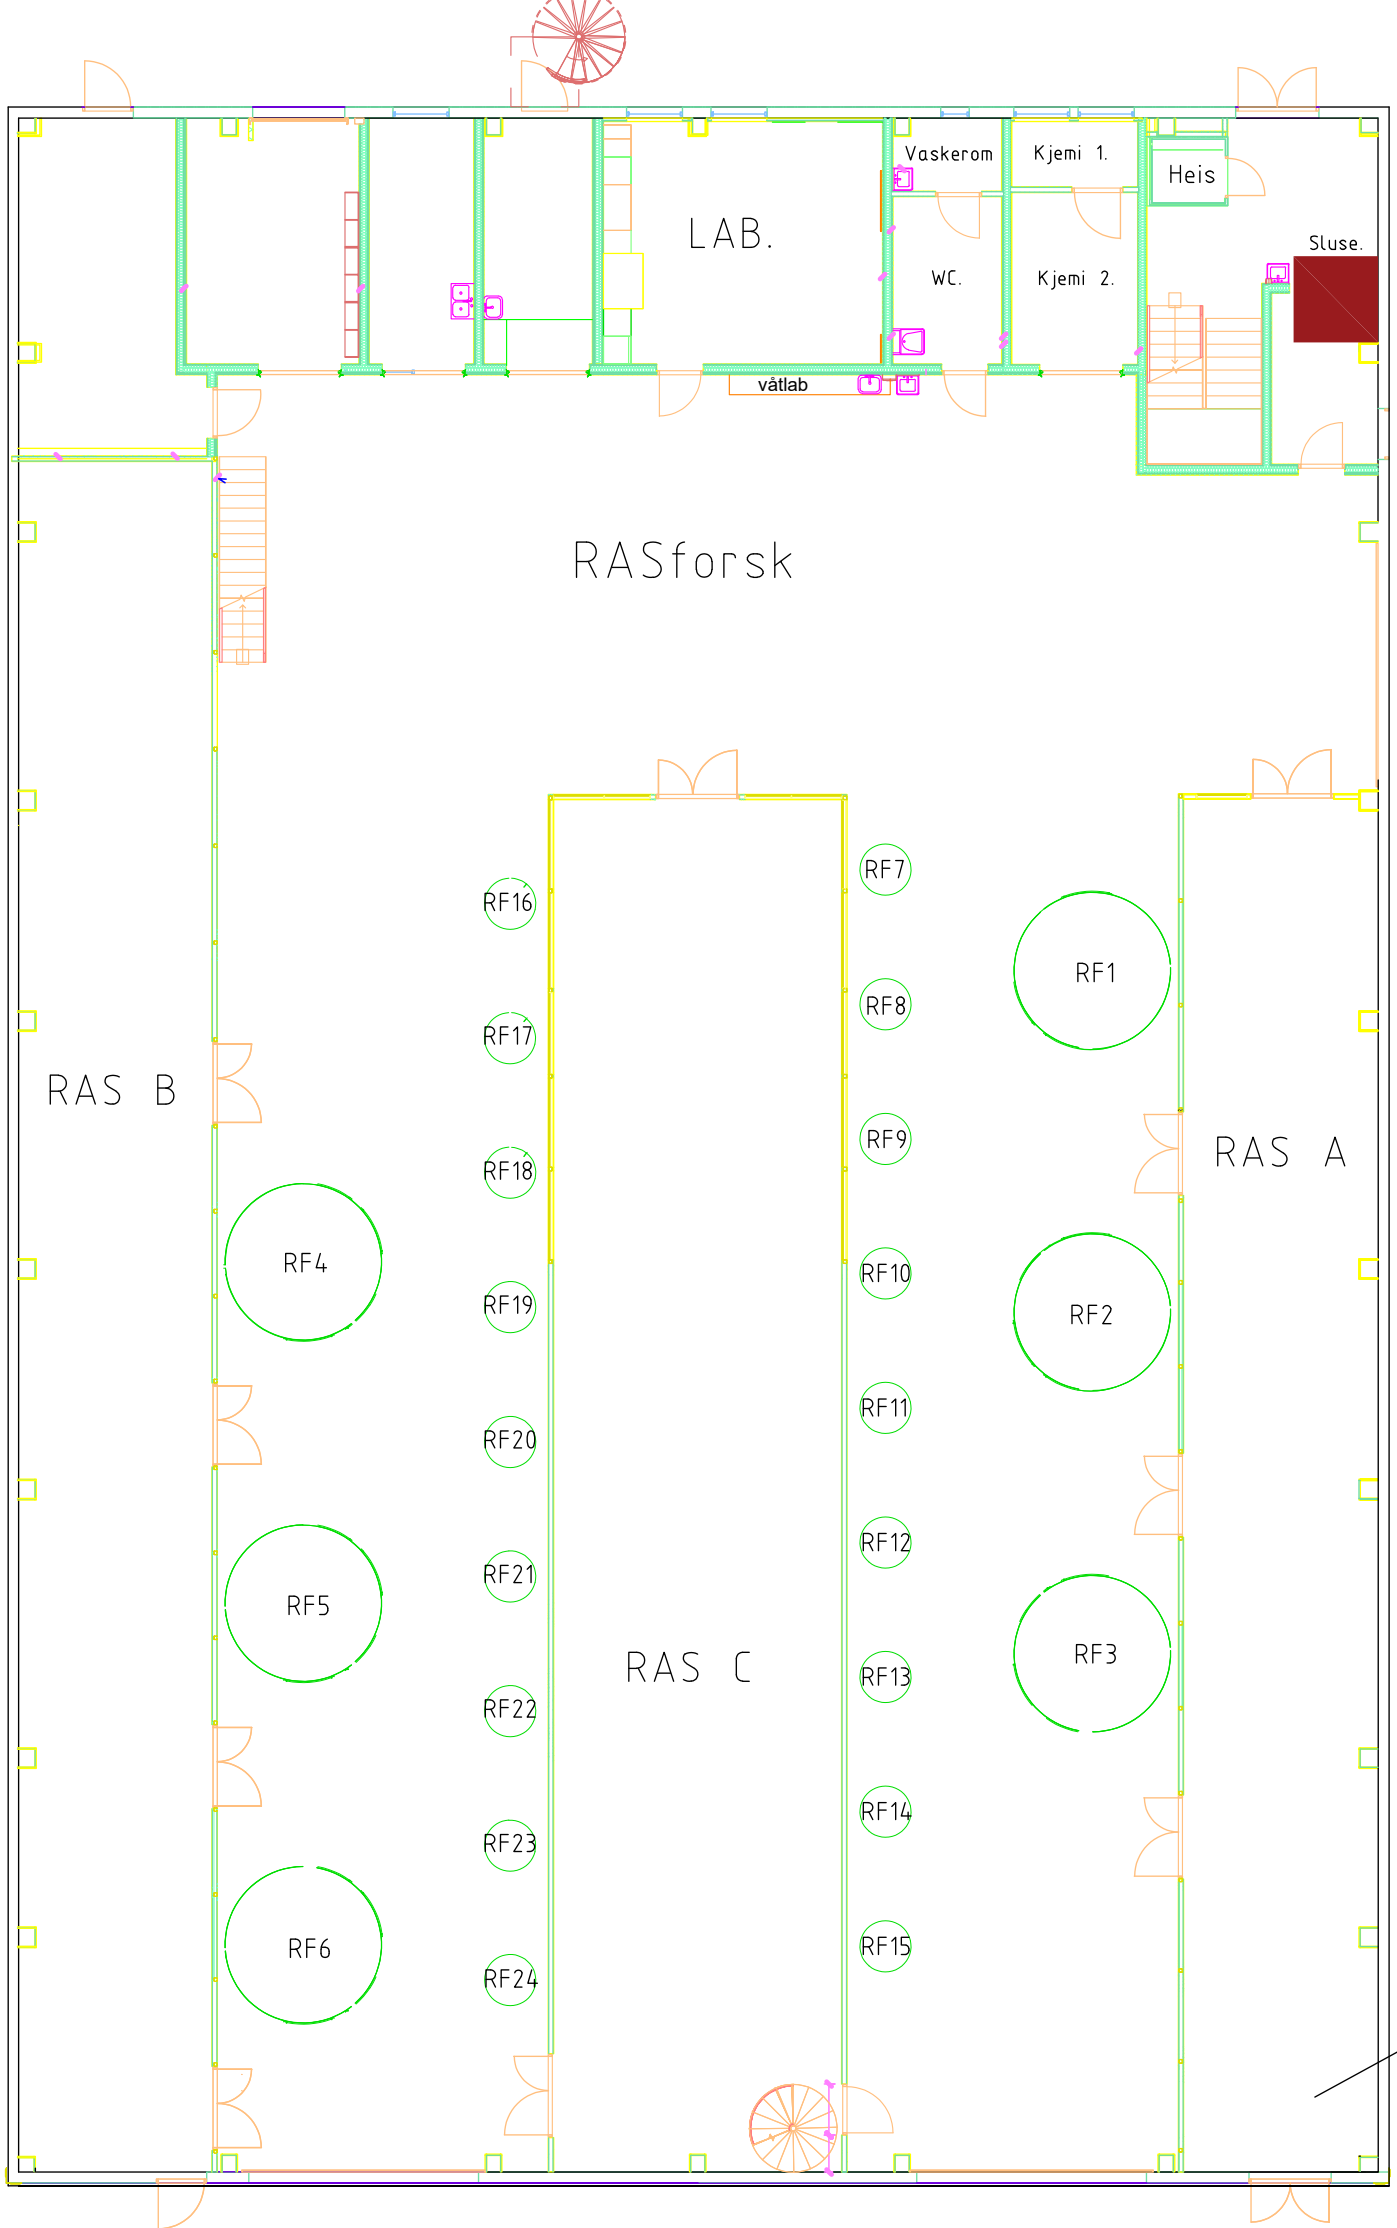 Vaskerom
Kjemi 1.
Heis
LAB.
Sluse.
WC.
Kjemi 2.
våtlab
RASforsk
RF7
RF16
RF1
RF8
RF17
RAS B
RF9
RAS A
RF18
RF4
RF10
RF19
RF2
RF11
RF20
RF12
RF21
RF5
RF3
RAS C
RF13
RF22
RF14
RF23
RF6
RF15
RF24